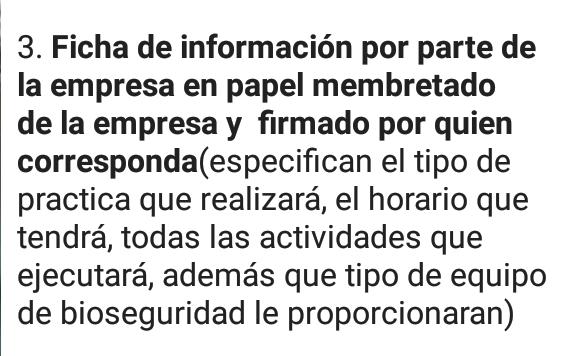 3. Ficha de información por parte de
la empresa en papel membretado
de la empresa y  firmado por quien
corresponda(especifican el tipo de
practica que realizará, el horario que
tendrá, todas las actividades que
ejecutará, además que tipo de equipo
de bioseguridad le proporcionaran)